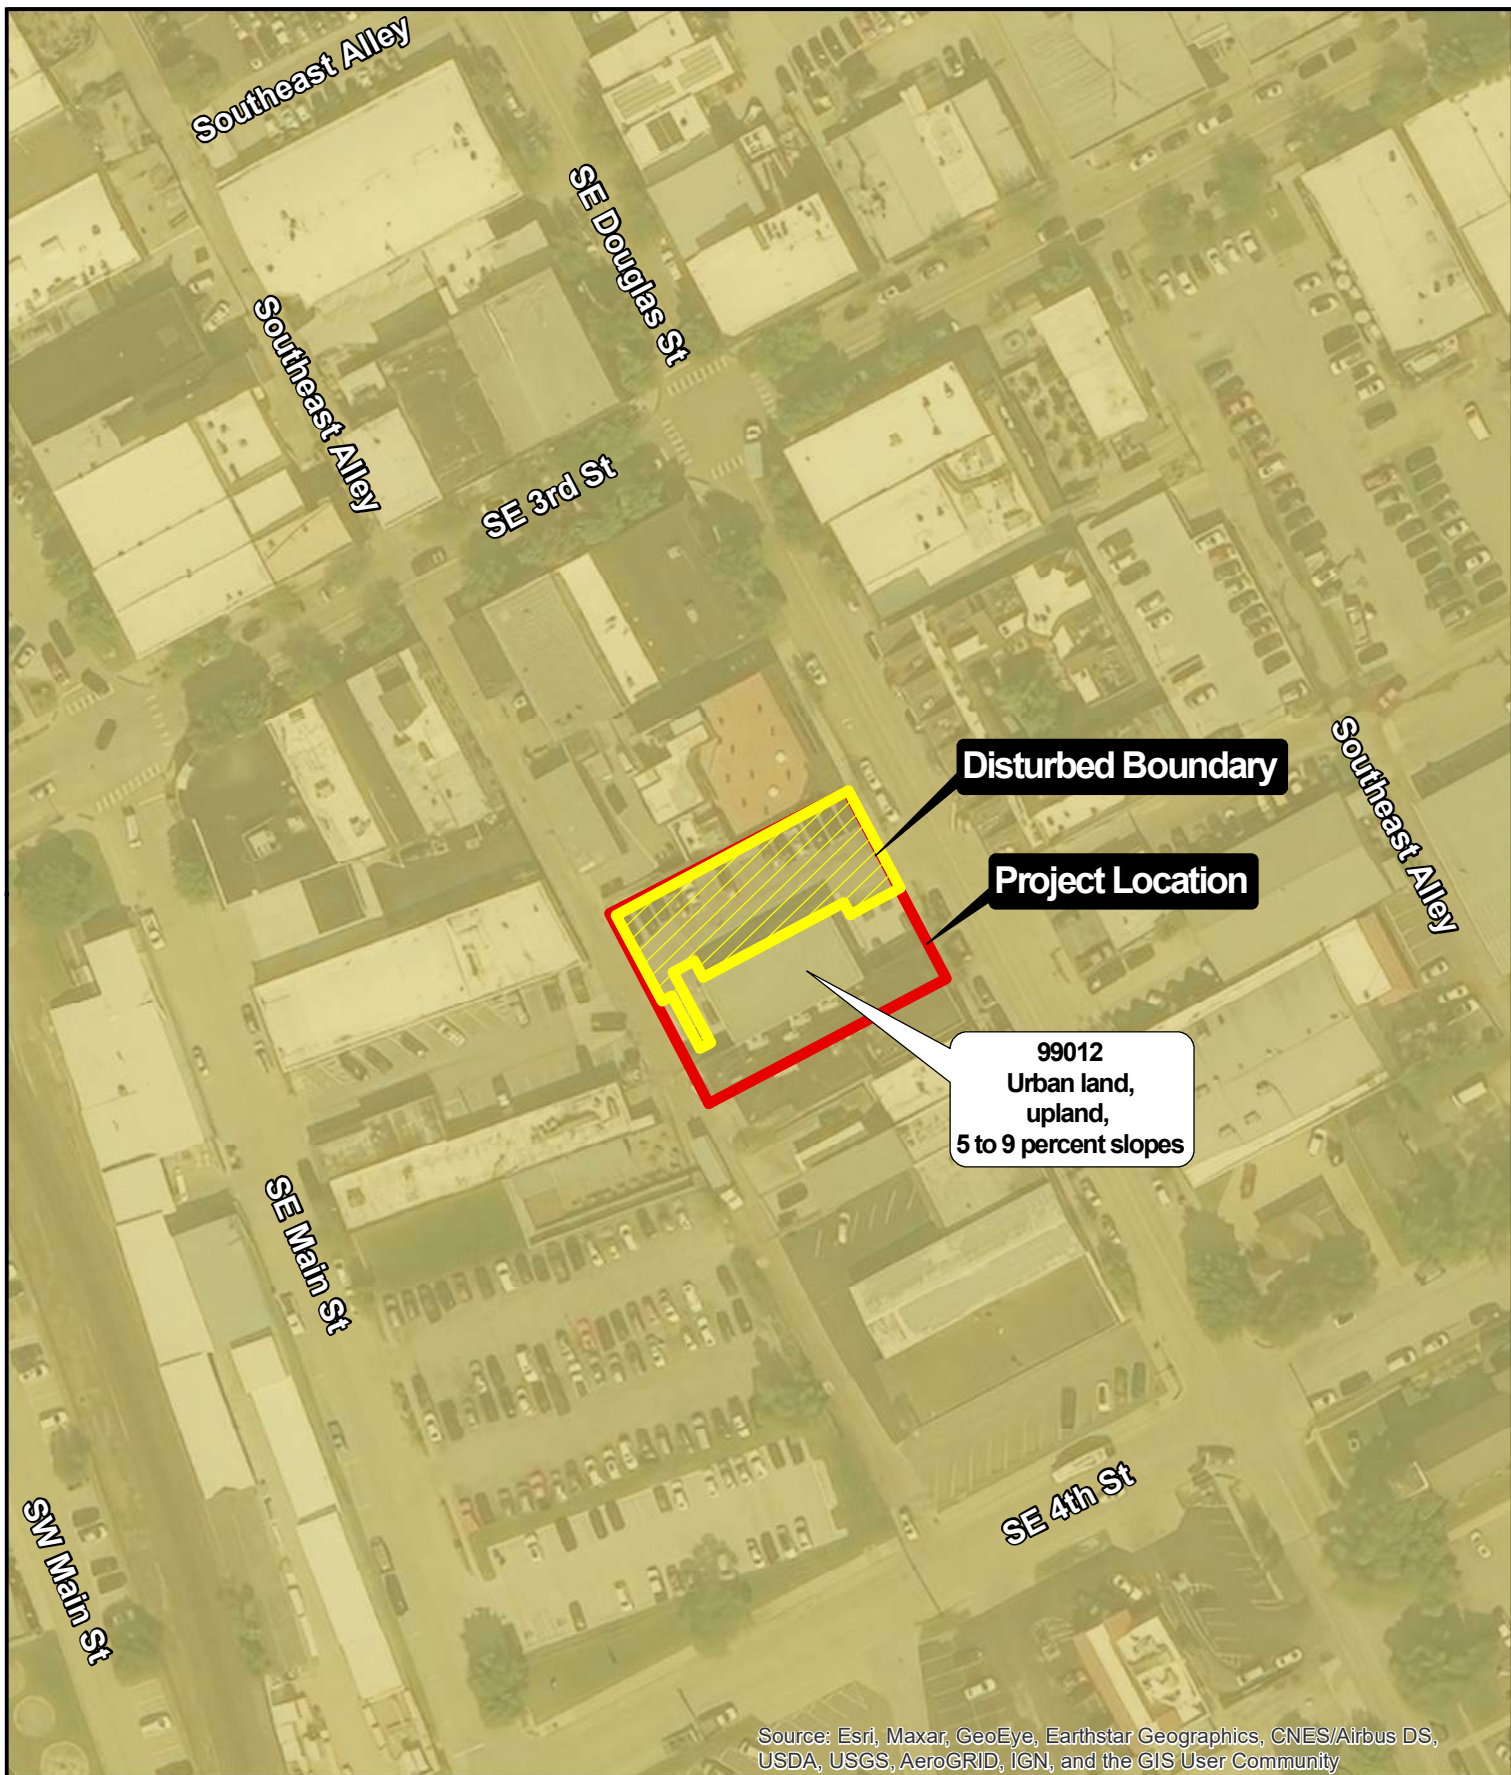 Southeast Alley
SE Douglas St
Southeast Alley
SE 3rd St
Disturbed Boundary
Southeast Alley
Project Location
99012
Urban land,
upland,
5 to 9 percent slopes
SE Main St
SE 4th St
SW Main St
Source: Esri, Maxar, GeoEye, Earthstar Geographics, CNES/Airbus DS,
USDA, USGS, AeroGRID, IGN, and the GIS User Community